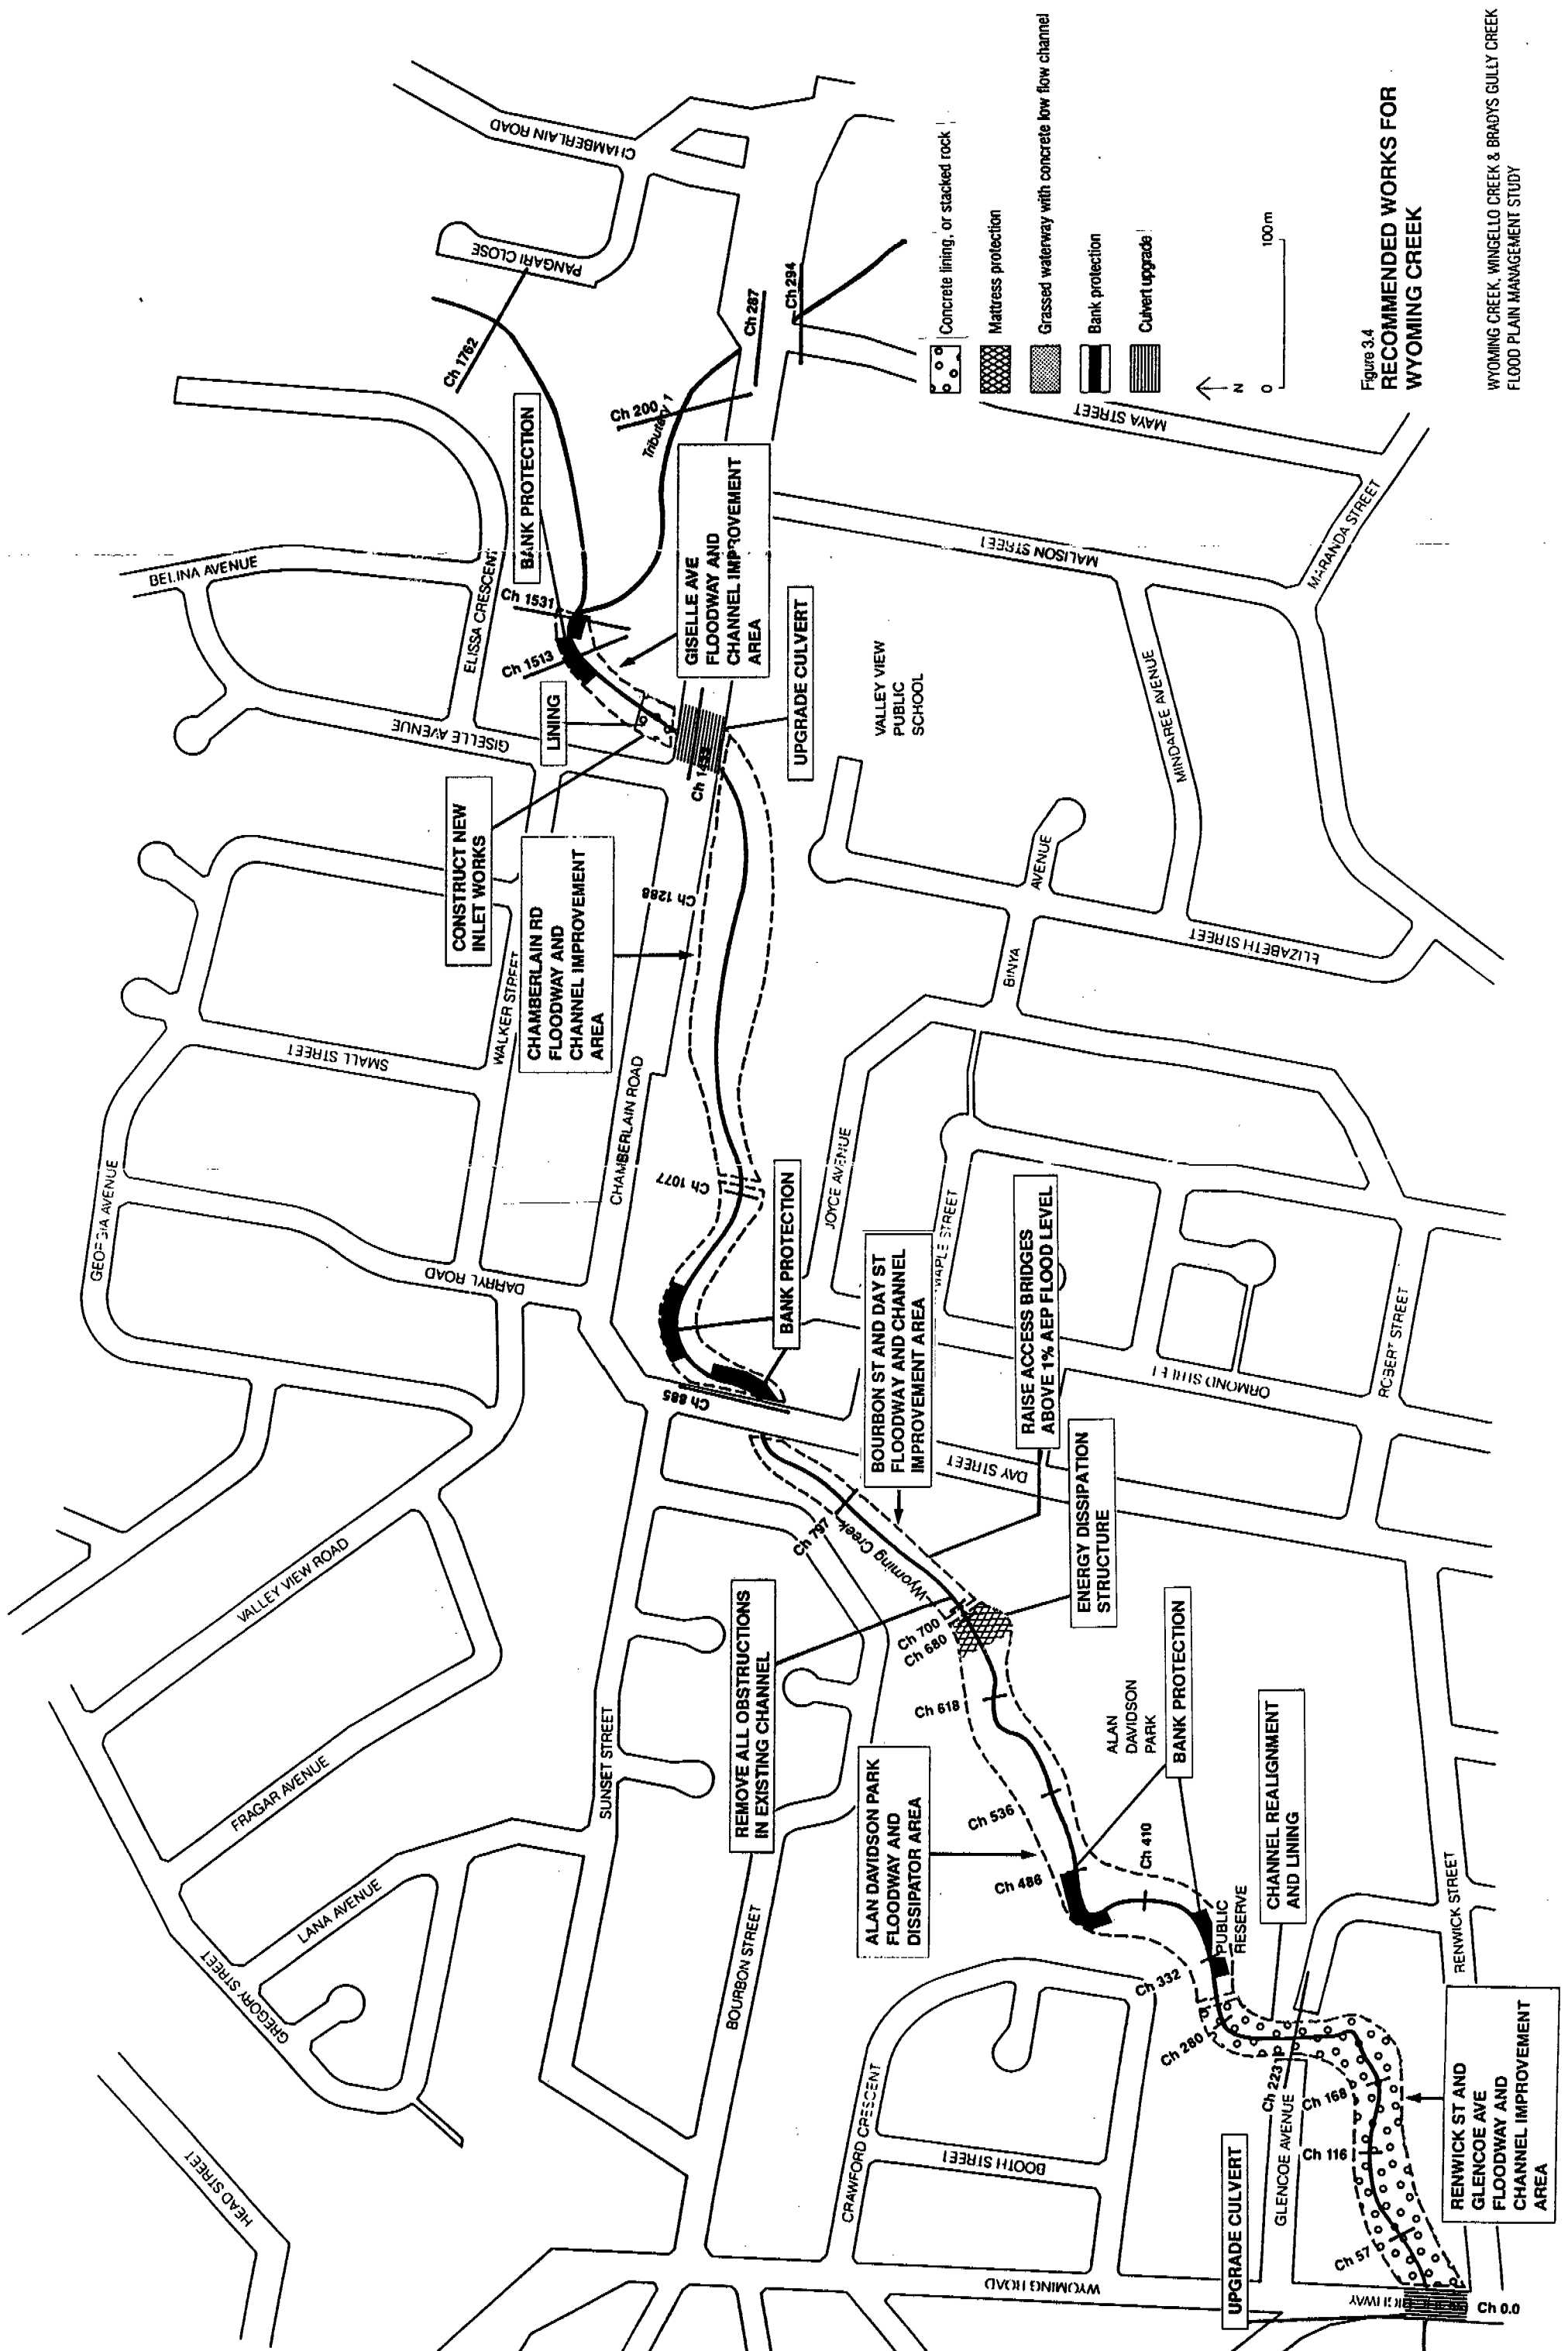 CHAMBERLAIN ROAD
PANGARI CLOSE
Ch 1762
BANK PROTECTION
Ch 200
Tributary 1
Ch 267
Ch 294
BELINA AVENUE
ELISSA CRESCENT
Ch 1531
Ch 1513
GISELLE AVE
FLOODWAY AND
CHANNEL IMPROVEMENT
AREA
LINING
GISELLE AVENUE
UPGRADE CULVERT
VALLEY VIEW
PUBLIC
SCHOOL
MALISON STREET
MAYA STREET
MARANDA STREET
MINDAREE AVENUE
CONSTRUCT NEW
INLET WORKS
CHAMBERLAIN RD
FLOODWAY AND
CHANNEL IMPROVEMENT
AREA
Ch 1288
WALKER STREET
SMALL STREET
GEORGIA AVENUE
DARRYL ROAD
CHAMBERLAIN ROAD
Ch 1077
BANK PROTECTION
Ch 885
JOYCE AVENUE
BINYA
AVENUE
ELIZABETH STREET
MAPLE STREET
ORMOND STREET
ROBERT STREET
DAY STREET
BOURBON ST AND DAY ST
FLOODWAY AND CHANNEL
IMPROVEMENT AREA
RAISE ACCESS BRIDGES
ABOVE 1% AEP FLOOD LEVEL
ENERGY DISSIPATION
STRUCTURE
Ch 797
Wyoming Creek
REMOVE ALL OBSTRUCTIONS
IN EXISTING CHANNEL
Ch 700
Ch 680
Ch 618
VALLEY VIEW ROAD
FRAGAR AVENUE
SUNSET STREET
LANA AVENUE
GREGORY STREET
HEAD STREET
BOURBON STREET
ALAN DAVIDSON PARK
FLOODWAY AND
DISSIPATOR AREA
ALAN
DAVIDSON
PARK
BANK PROTECTION
Ch 536
Ch 486
Ch 410
PUBLIC
RESERVE
CHANNEL REALIGNMENT
AND LINING
Ch 332
Ch 280
Ch 223
Ch 168
Ch 116
Ch 57
Ch 0.0
CRAWFORD CRESCENT
BOOTH STREET
WYOMING ROAD
GLENCOE AVENUE
RENWICK STREET
UPGRADE CULVERT
RENWICK ST AND
GLENCOE AVE
FLOODWAY AND
CHANNEL IMPROVEMENT
AREA
Concrete lining, or stacked rock
Mattress protection
Grassed waterway with concrete low flow channel
Bank protection
Culvert upgrade
N
0 100m
Figure 3.4
RECOMMENDED WORKS FOR
WYOMING CREEK
WYOMING CREEK, WINGELLO CREEK & BRADYS GULLY CREEK
FLOOD PLAIN MANAGEMENT STUDY